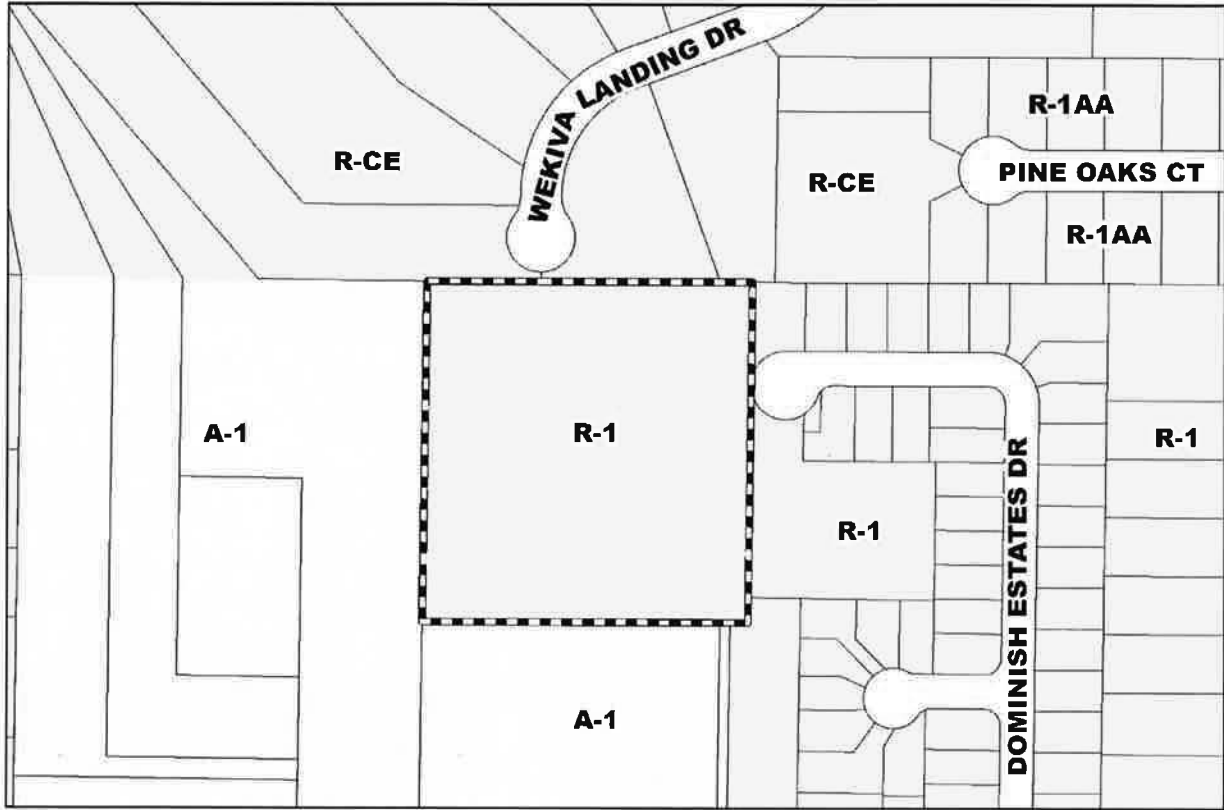 R-1AA
WEKIVA LANDING DR
R-CE
PINE OAKS CT
R-CE
R-1AA
A-1
R-1
R-1
R-1
DOMINISH ESTATES DR
A-1